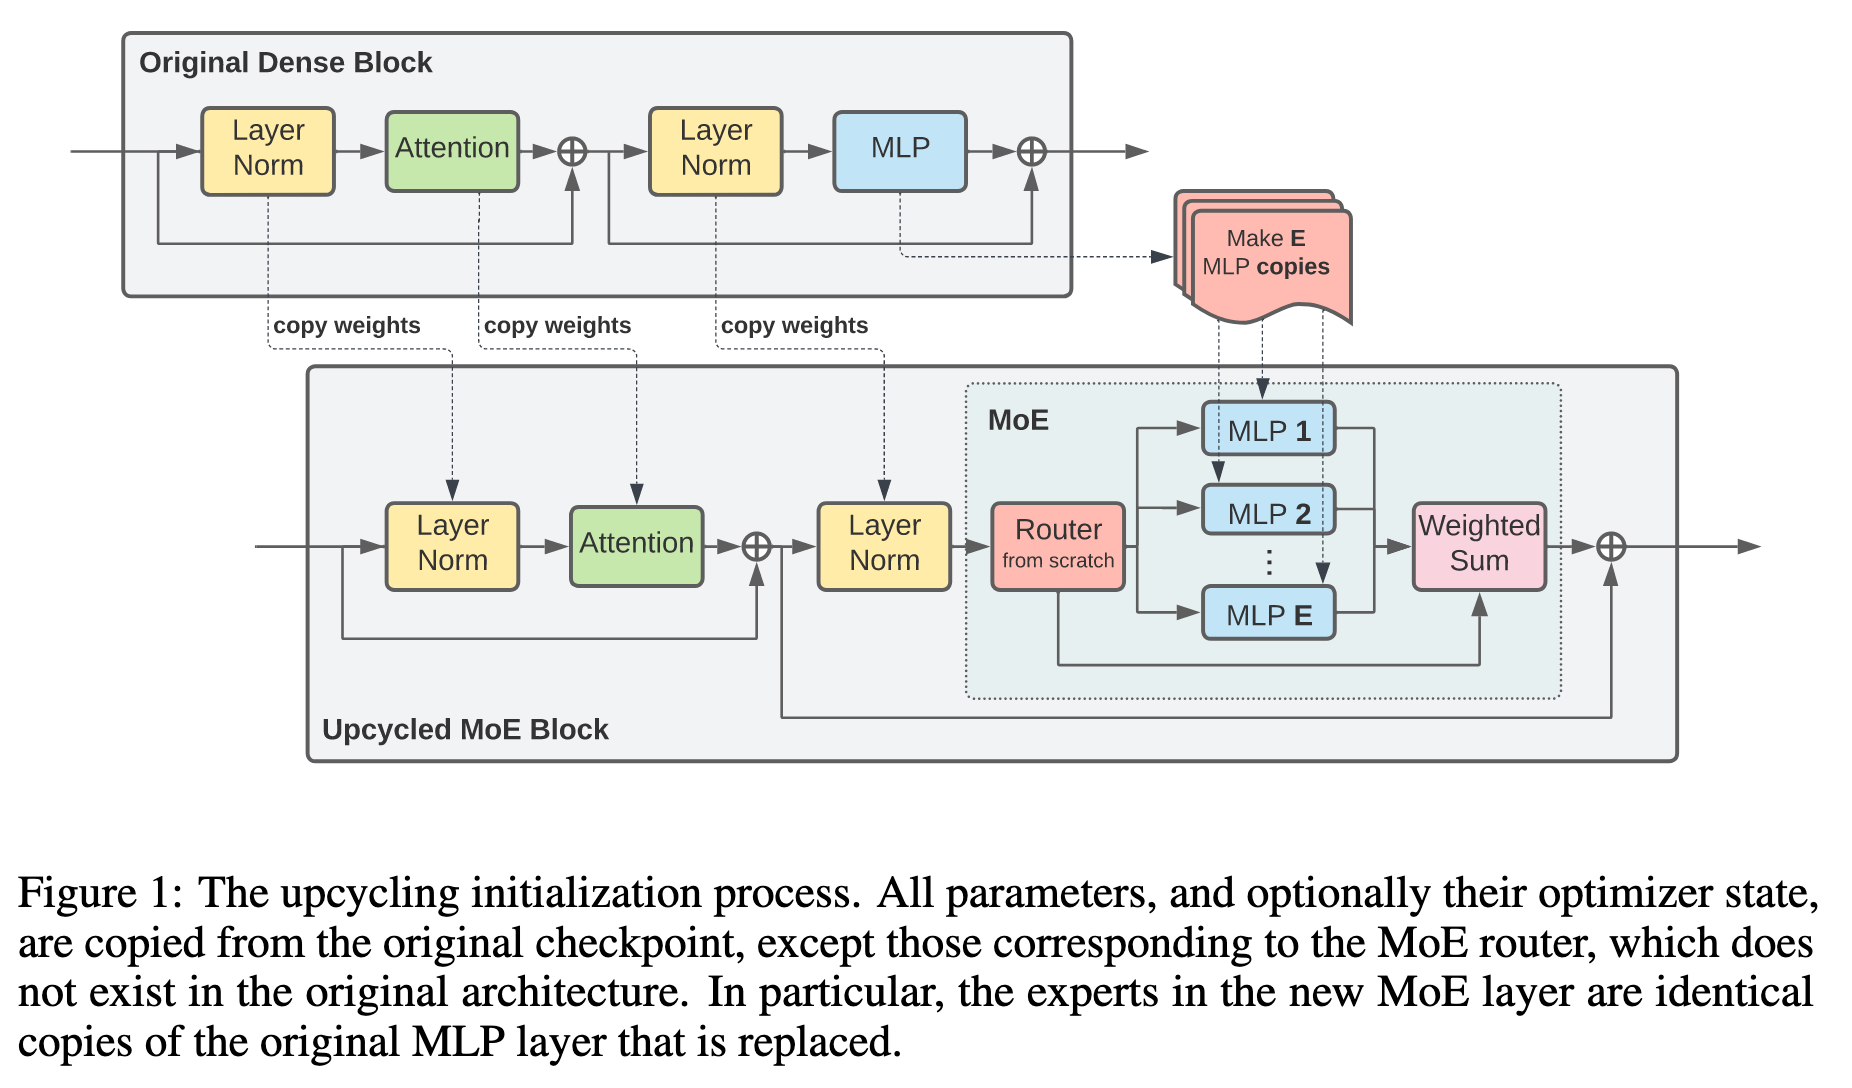 Original Dense Block
Layer
Norm
Attention
Layer
Norm
MLP
Make E
MLP copies
copy weights
copy weights
copy weights
MoE
MLP 1
MLP 2
⋮
MLP E
Layer
Norm
Attention
Layer
Norm
Router
from scratch
Weighted
Sum
Upcycled MoE Block
Figure 1: The upcycling initialization process. All parameters, and optionally their optimizer state,
are copied from the original checkpoint, except those corresponding to the MoE router, which does
not exist in the original architecture. In particular, the experts in the new MoE layer are identical
copies of the original MLP layer that is replaced.